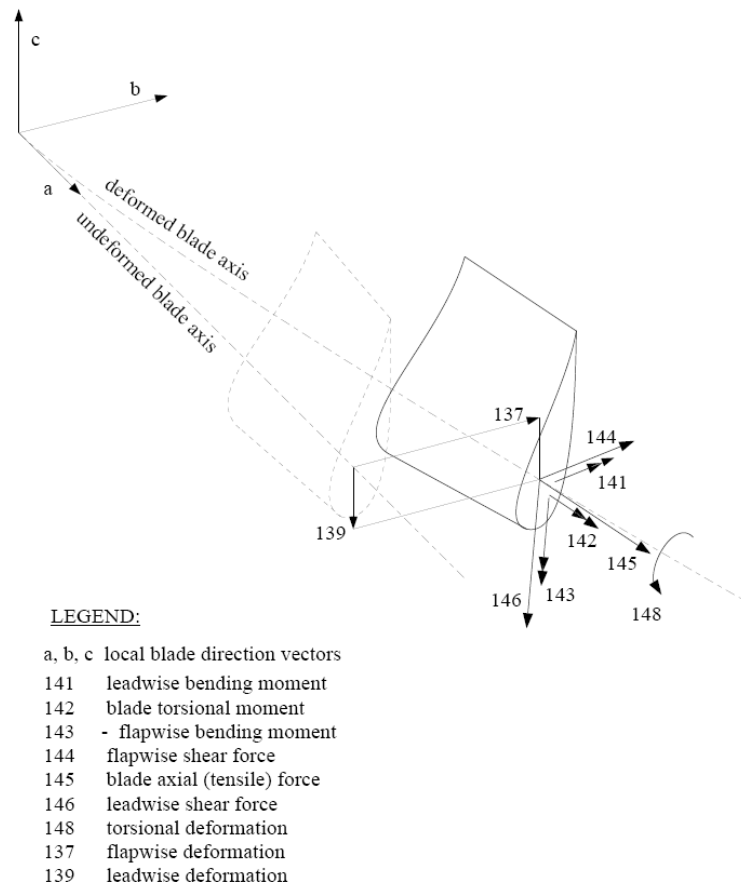 c
b
a
deformed blade axis
undeformed blade axis
137
144
141
139
142
145
146
143
148
LEGEND:
a, b, c local blade direction vectors
141 leadwise bending moment
142 blade torsional moment
143 - flapwise bending moment
144 flapwise shear force
145 blade axial (tensile) force
146 leadwise shear force
148 torsional deformation
137 flapwise deformation
139 leadwise deformation